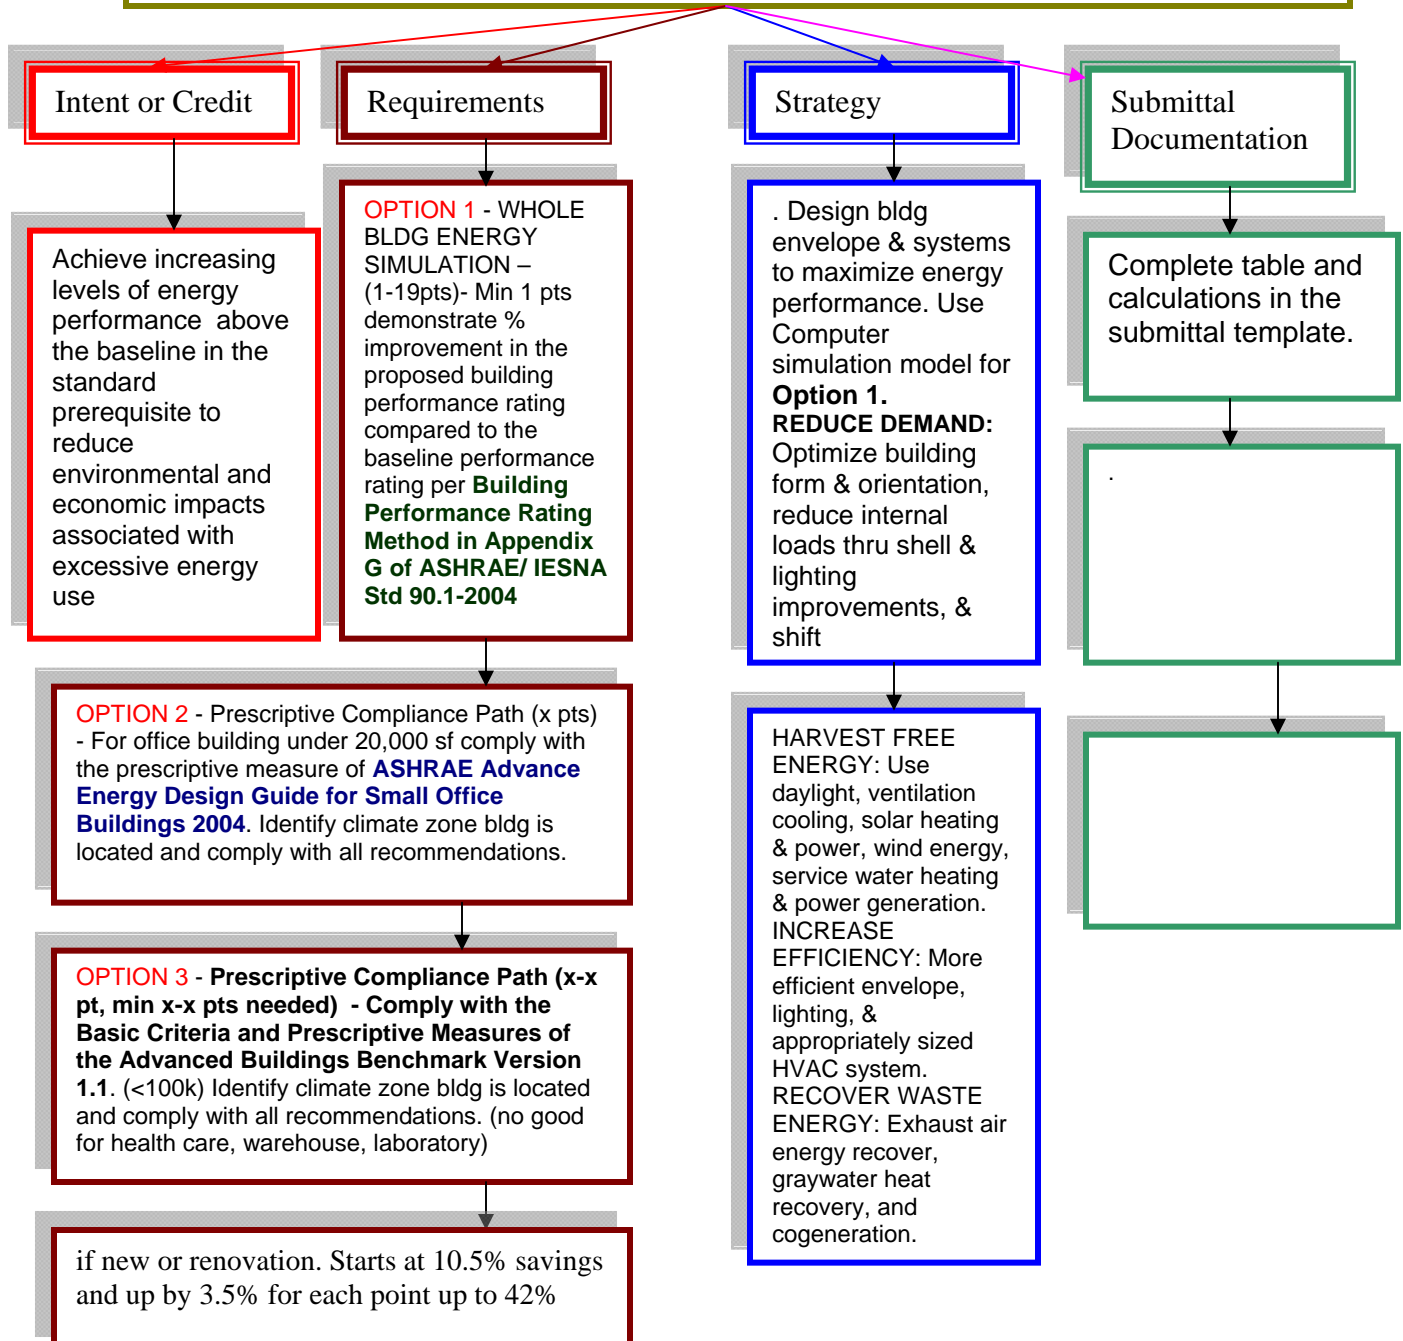 Intent or Credit
Requirements
Strategy
Submittal
Documentation
Achieve increasing
levels of energy
performance above
the baseline in the
standard
prerequisite to
reduce
environmental and
economic impacts
associated with
excessive energy
use
OPTION 1 - WHOLE
BLDG ENERGY
SIMULATION –
(1-19pts)- Min 1 pts
demonstrate %
improvement in the
proposed building
performance rating
compared to the
baseline performance
rating per Building
Performance Rating
Method in Appendix
G of ASHRAE/ IESNA
Std 90.1-2004
OPTION 2 - Prescriptive Compliance Path (x pts)
- For office building under 20,000 sf comply with
the prescriptive measure of ASHRAE Advance
Energy Design Guide for Small Office
Buildings 2004. Identify climate zone bldg is
located and comply with all recommendations.
OPTION 3 - Prescriptive Compliance Path (x-x
pt, min x-x pts needed)  - Comply with the
Basic Criteria and Prescriptive Measures of
the Advanced Buildings Benchmark Version
1.1. (<100k) Identify climate zone bldg is located
and comply with all recommendations. (no good
for health care, warehouse, laboratory)
if new or renovation. Starts at 10.5% savings
and up by 3.5% for each point up to 42%
. Design bldg
envelope & systems
to maximize energy
performance. Use
Computer
simulation model for
Option 1.
REDUCE DEMAND:
Optimize building
form & orientation,
reduce internal
loads thru shell &
lighting
improvements, &
shift
HARVEST FREE
ENERGY: Use
daylight, ventilation
cooling, solar heating
& power, wind energy,
service water heating
& power generation.
INCREASE
EFFICIENCY: More
efficient envelope,
lighting, &
appropriately sized
HVAC system.
RECOVER WASTE
ENERGY: Exhaust air
energy recover,
graywater heat
recovery, and
cogeneration.
Complete table and
calculations in the
submittal template.
.